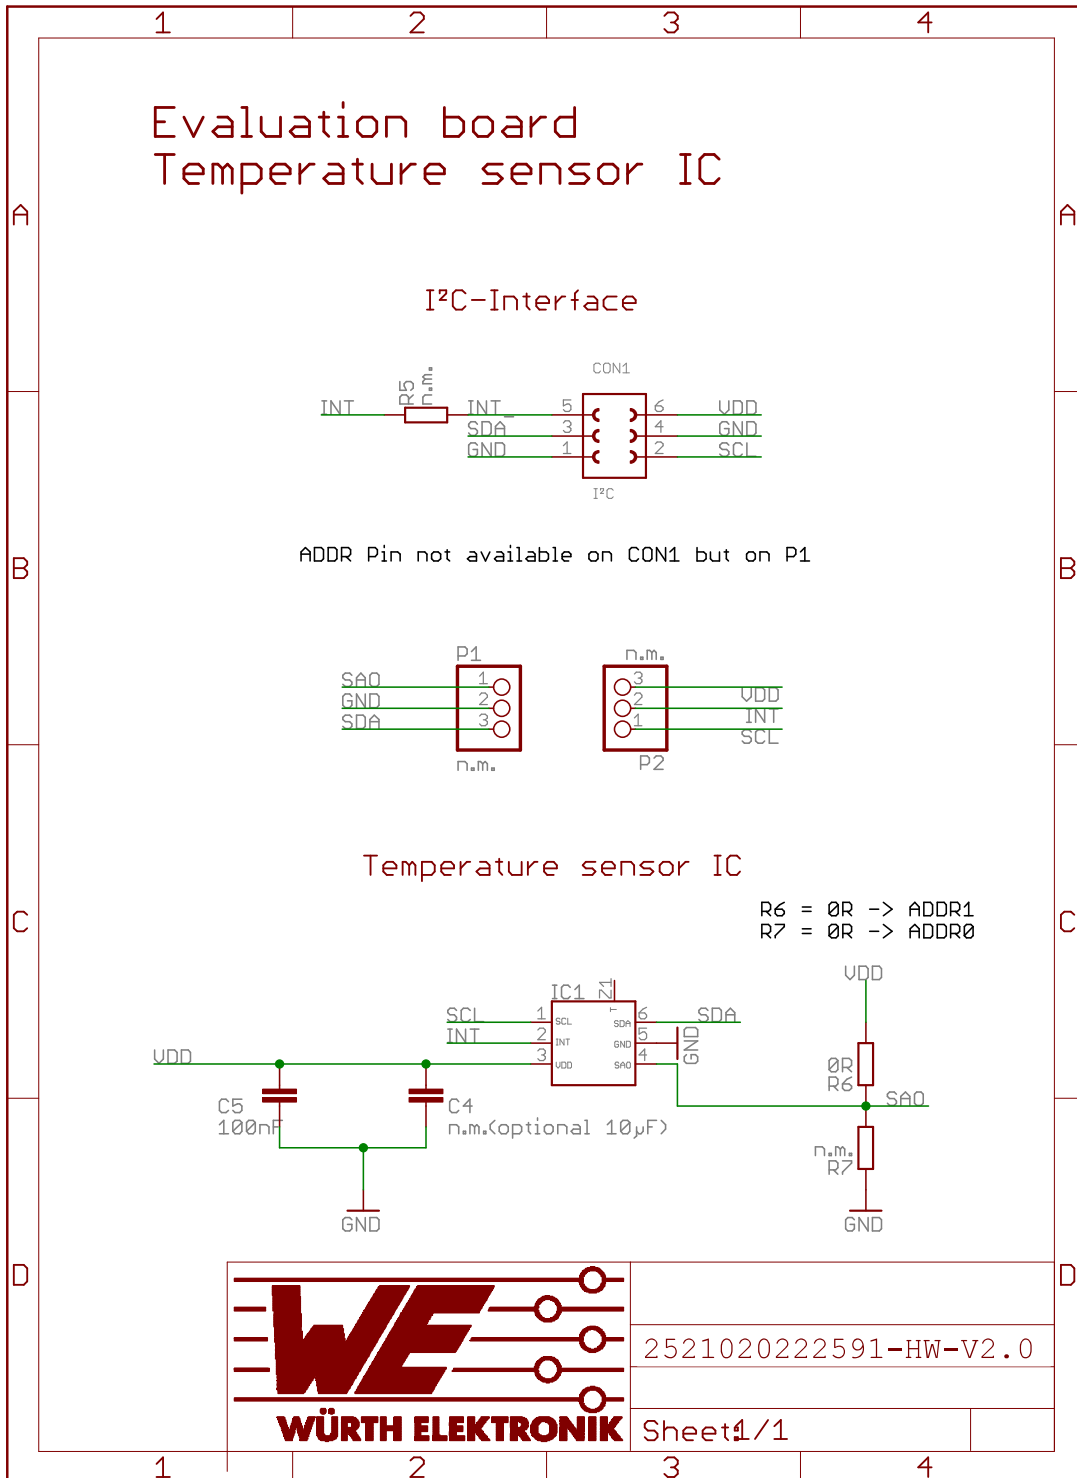 1 2 3 4
Evaluation board
Temperature sensor IC
A A
I²C-Interface
CON1
R5
n.m.
INT INT_ 5 6 VDD
SDA 3 4 GND
GND 1 2 SCL
I²C
ADDR Pin not available on CON1 but on P1
B B
P1 n.m.
SAO 1 3 VDD
GND 2 2 INT
SDA 3 1 SCL
n.m. P2
Temperature sensor IC
R6 = 0R -> ADDR1
R7 = 0R -> ADDR0
C C
VDD
IC1 Z1
T
SCL 1 SCL SDA 6 SDA
INT 2 INT GND 5 GND
VDD 3 VDD SAO 4
0R
R6
SAO
C5
100nF
C4
n.m.(optional 10µF)
n.m.
R7
GND GND
D D
WE
WÜRTH ELEKTRONIK
2521020222591-HW-V2.0
Sheet:1/1
1 2 3 4